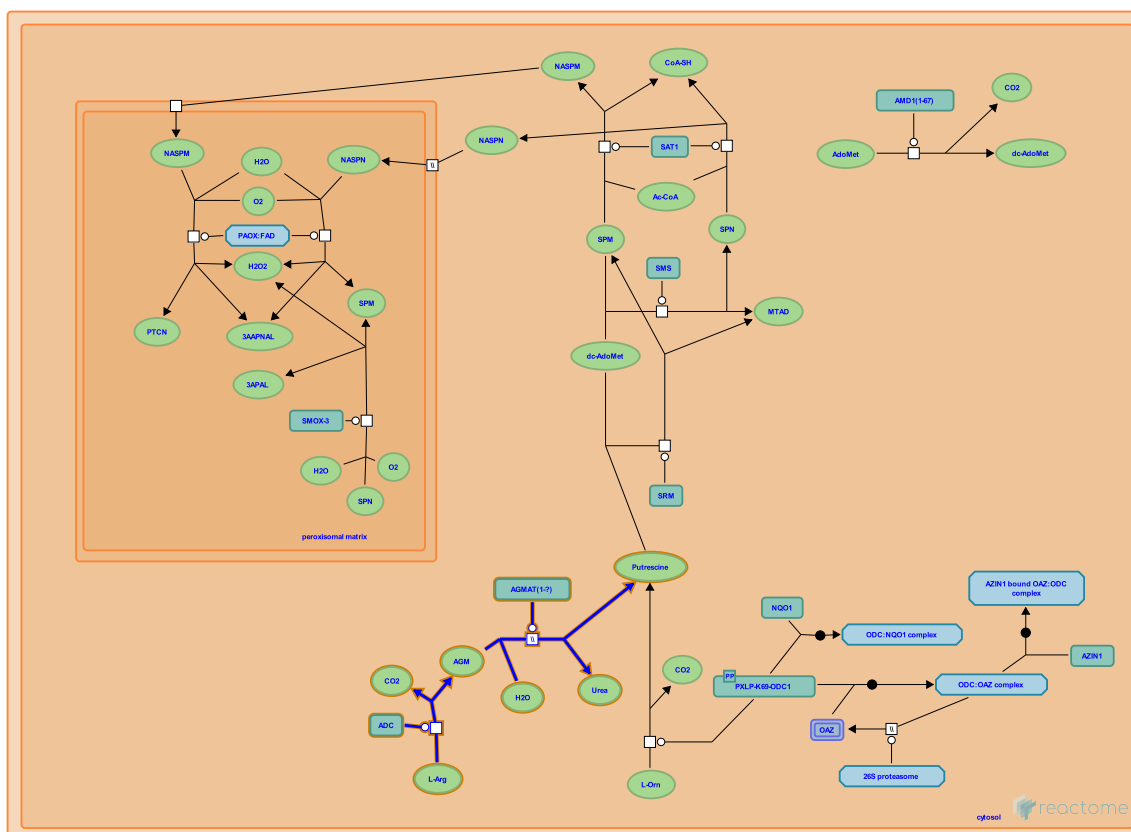 NASPM
CoA-SH
CO2
AMD1(1-67)
AdoMet
dc-AdoMet
NASPM
H2O
NASPN
NASPN
SAT1
O2
Ac-CoA
PAOX:FAD
SPM
SPN
H2O2
SMS
SPM
MTAD
PTCN
3AAPNAL
dc-AdoMet
3APAL
SMOX-3
H2O
O2
SPN
SRM
peroxisomal matrix
Putrescine
AGMAT(1-?)
AZIN1 bound OAZ:ODC
complex
NQO1
ODC:NQO1 complex
AGM
AZIN1
CO2
CO2
H2O
Urea
PP
PXLP-K69-ODC1
ODC:OAZ complex
ADC
OAZ
\\
\\
\\
L-Arg
L-Orn
26S proteasome
cytosol
reactome